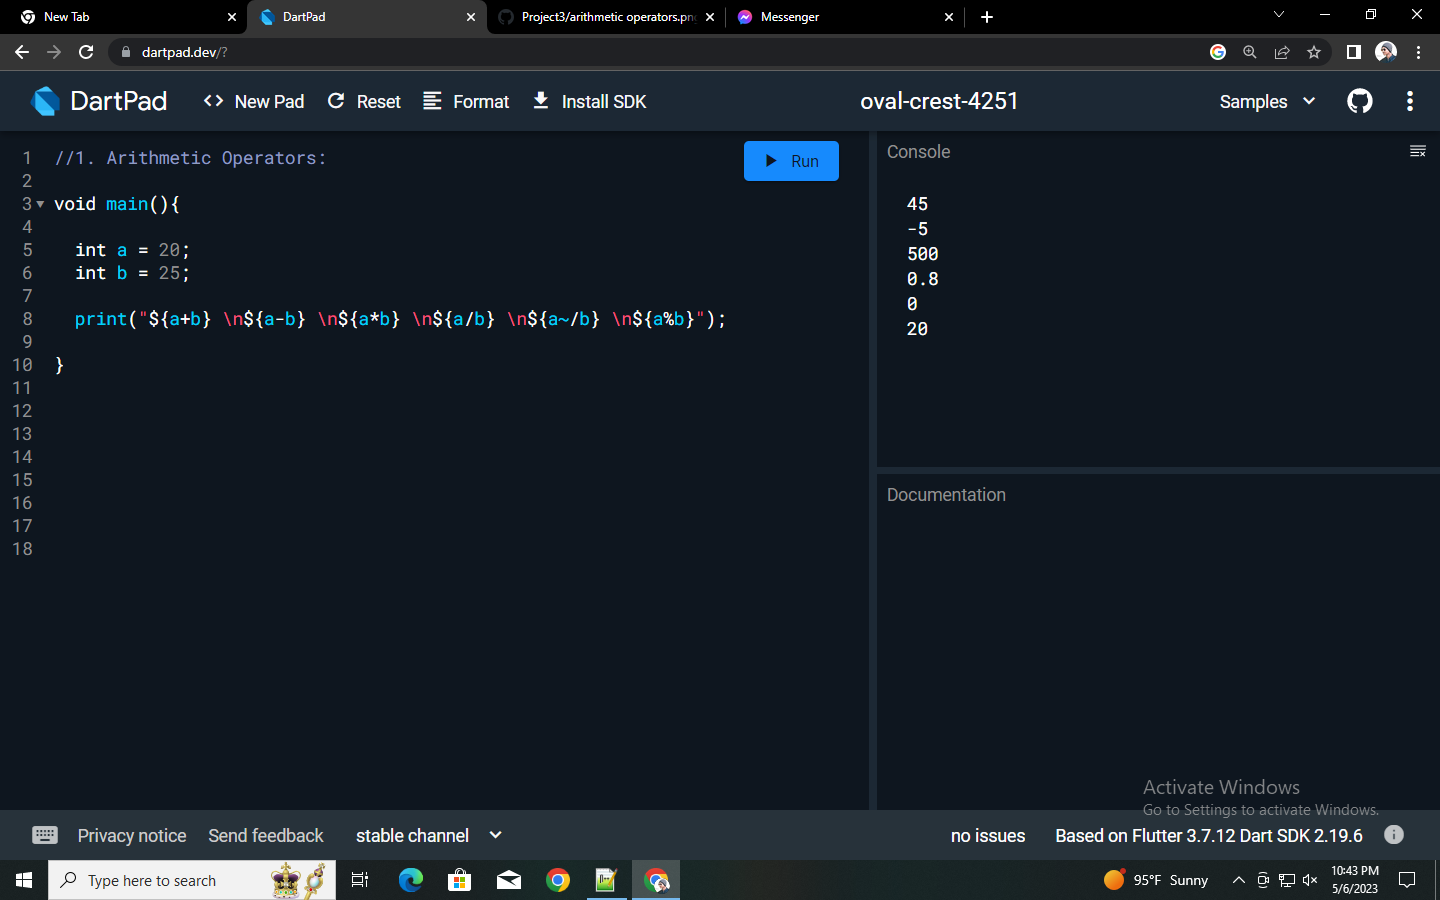 New Tab
DartPad
Project3/arithmetic operators.pn
Messenger
dartpad.dev/?
DartPad
New Pad
Reset
Format
Install SDK
oval-crest-4251
Samples
1 //1. Arithmetic Operators:
2
3 void main(){
4
5 int a = 20;
6 int b = 25;
7
8 print("${a+b} \n${a-b} \n${a*b} \n${a/b} \n${a~/b} \n${a%b}");
9
10 }
11
12
13
14
15
16
17
18
Run
Console
45
-5
500
0.8
0
20
Documentation
Activate Windows
Go to Settings to activate Windows.
Privacy notice
Send feedback
stable channel
no issues
Based on Flutter 3.7.12 Dart SDK 2.19.6
Type here to search
95°F Sunny
10:43 PM
5/6/2023